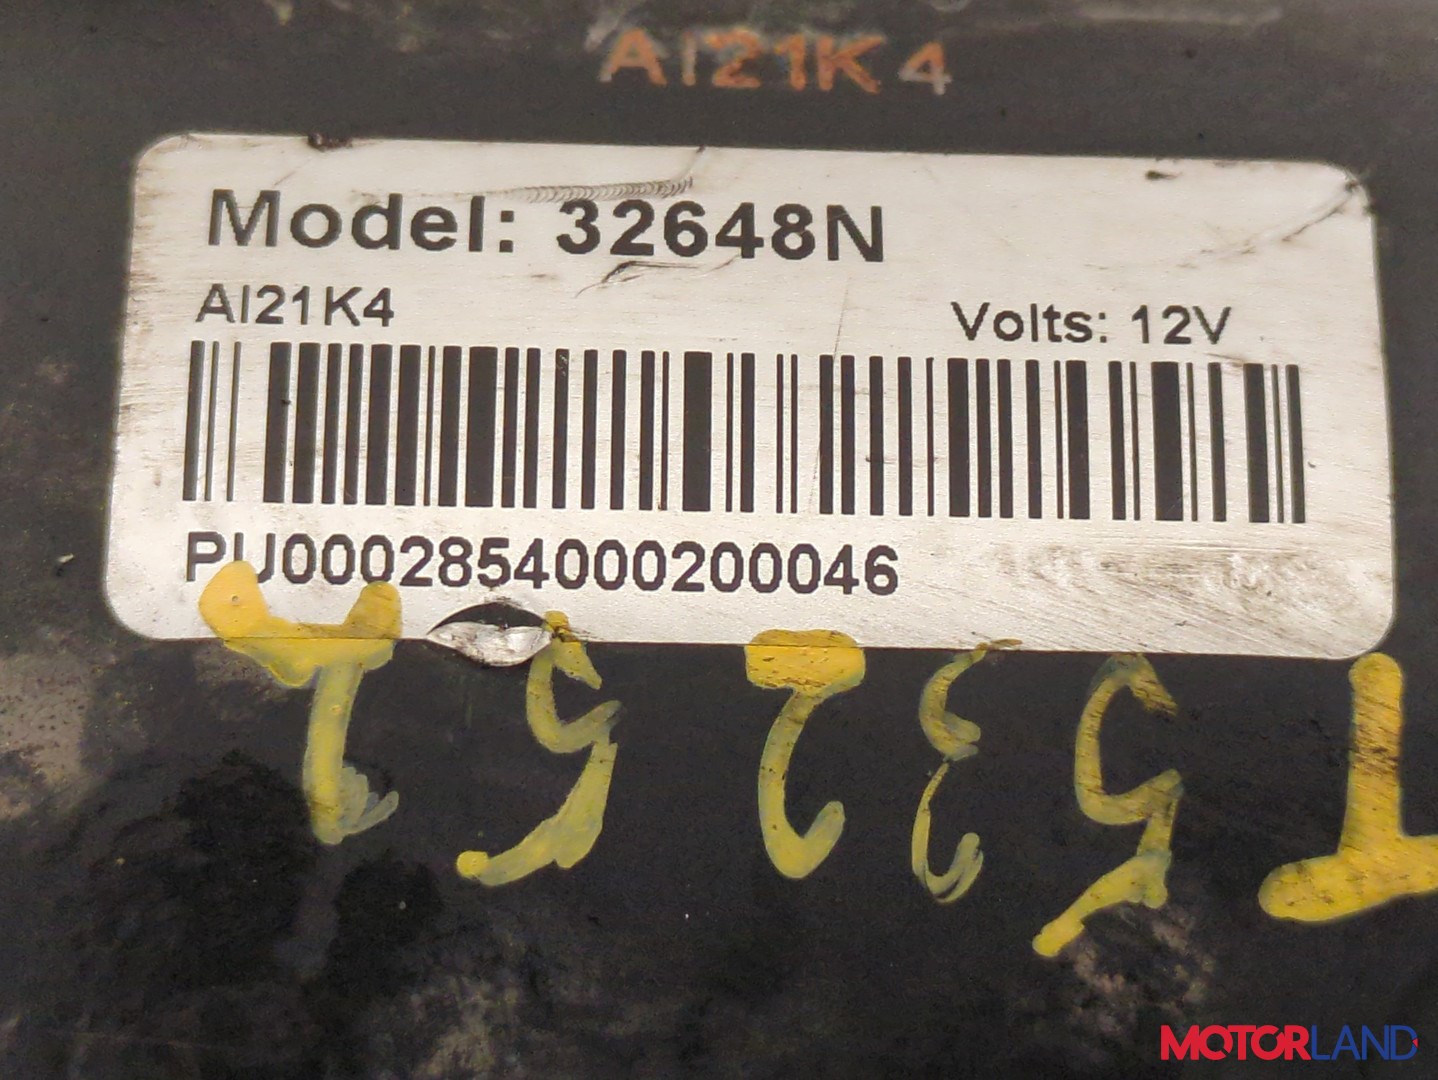 AI21K4
Model: 32648N
AI21K4
Volts: 12V
PU0002854000200046
MOTORLAND